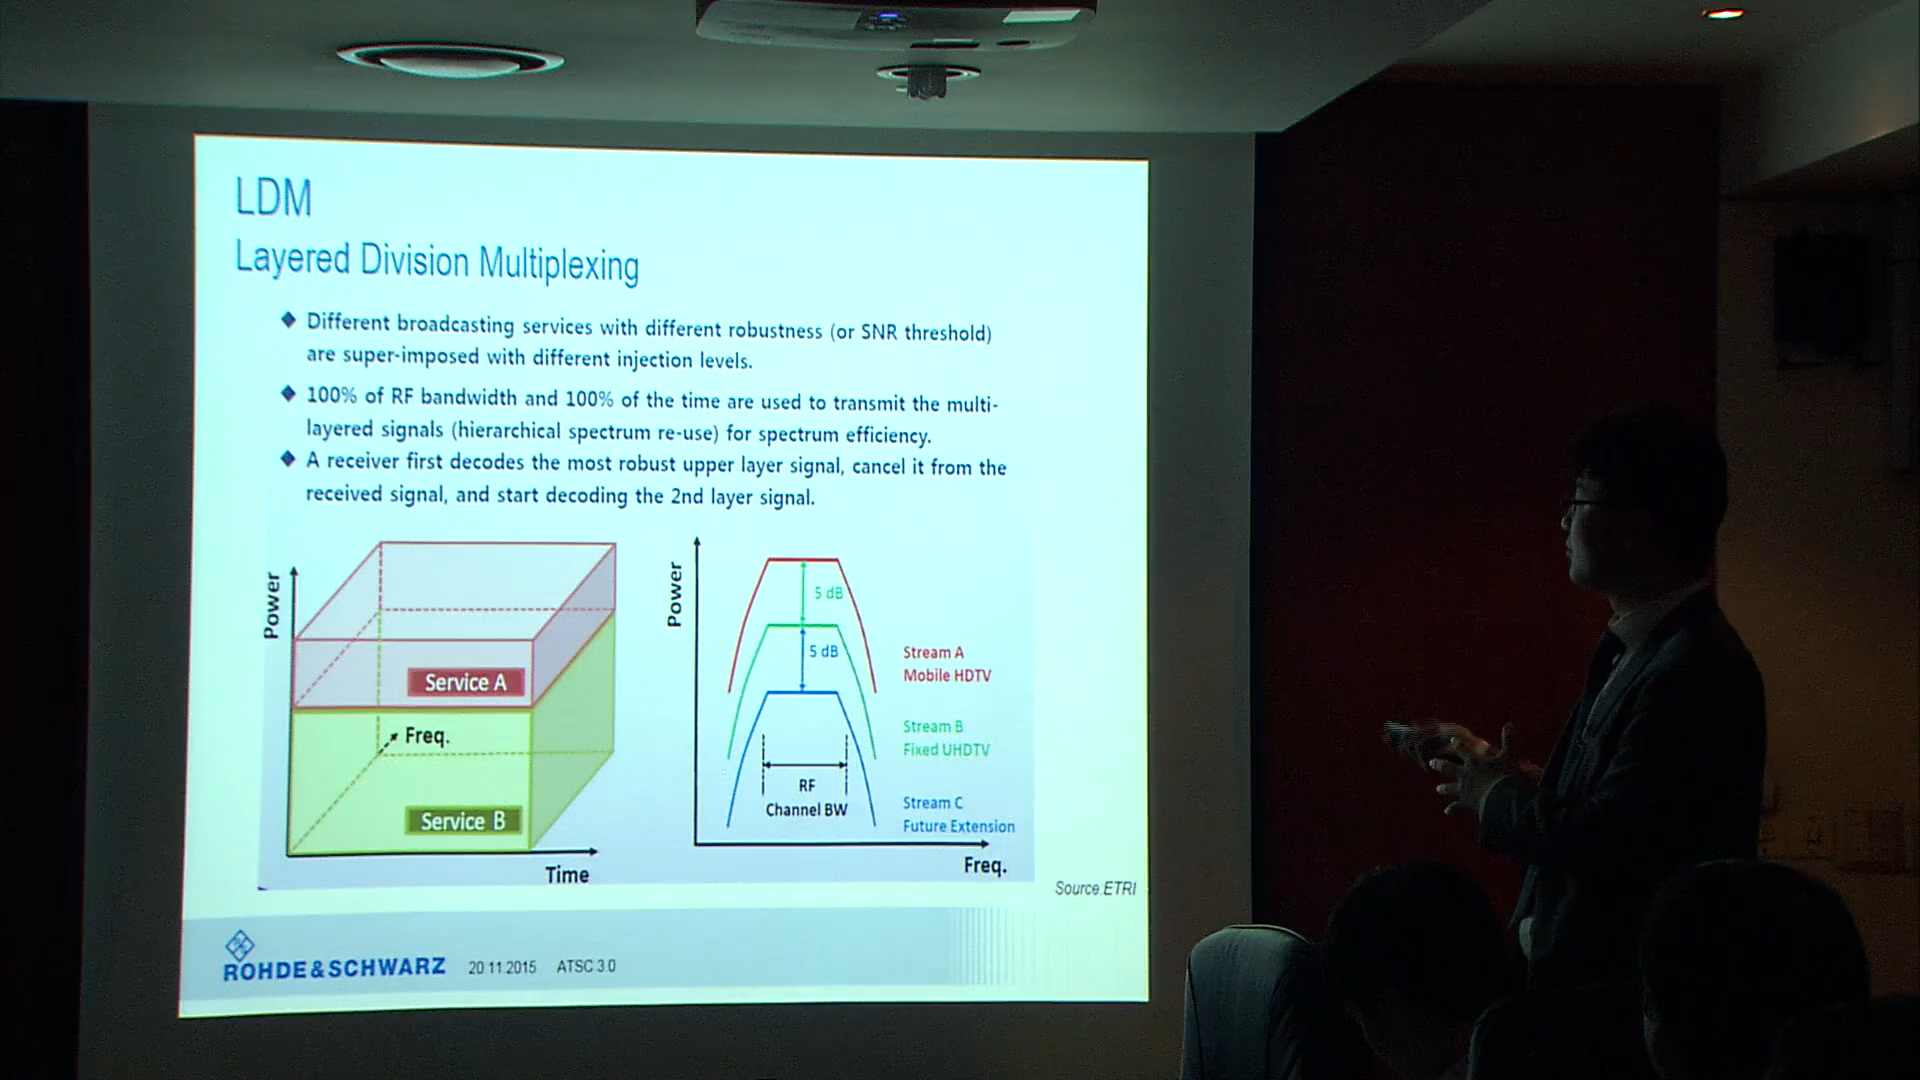 LDM
Layered Division Multiplexing
Different broadcasting services with different robustness (or SNR threshold)
are super-imposed with different injection levels.
100% of RF bandwidth and 100% of the time are used to transmit the multi-
layered signals (hierarchical spectrum re-use) for spectrum efficiency.
A receiver first decodes the most robust upper layer signal, cancel it from the
received signal, and start decoding the 2nd layer signal.
Power
Service A
Freq.
Service B
Time
Power
5 dB
5 dB
RF
Channel BW
Stream A
Mobile HDTV
Stream B
Fixed UHDTV
Stream C
Future Extension
Freq.
Source:ETRI
ROHDE & SCHWARZ
20.11.2015
ATSC 3.0